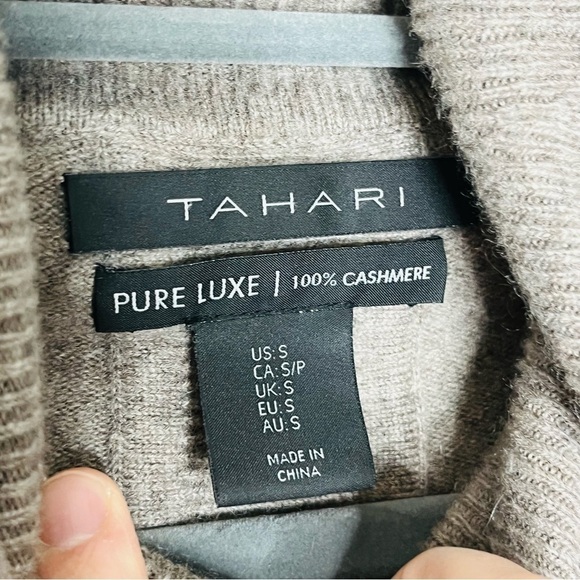 TAHARI
PURE LUXE | 100% CASHMERE
US: S
CA: S/P
UK: S
EU: S
AU: S
MADE IN
CHINA